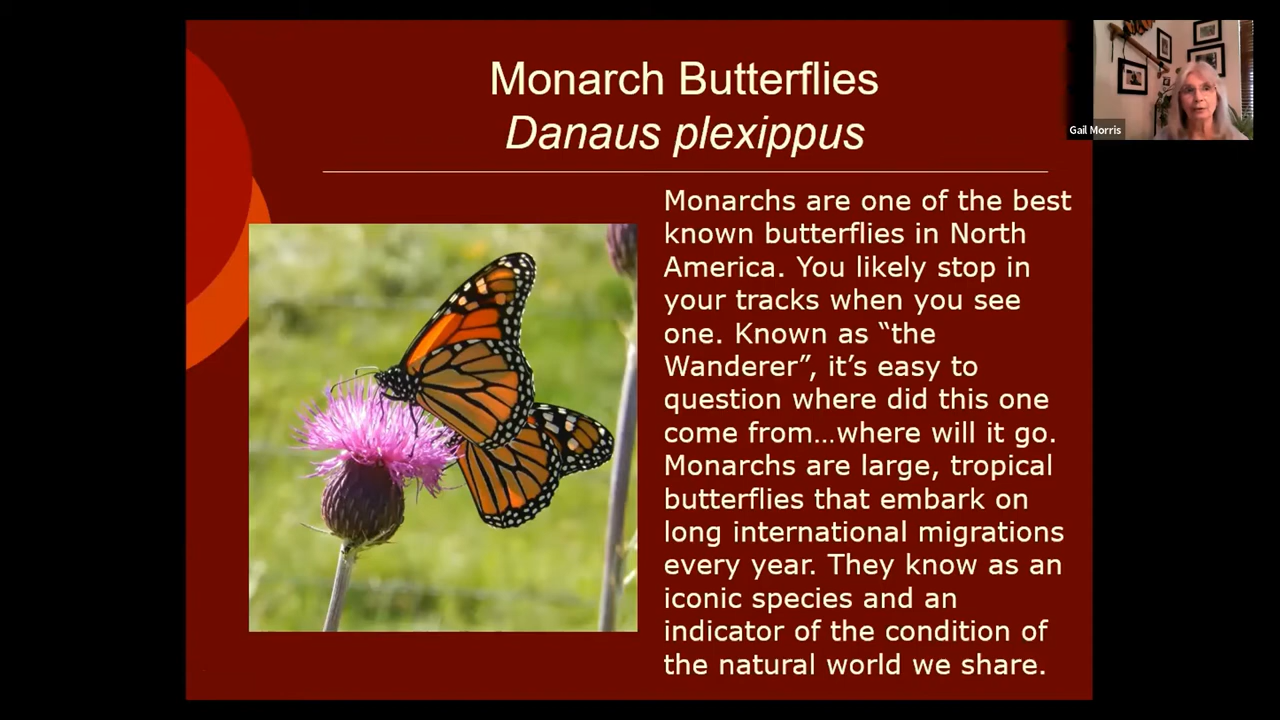 Monarch Butterflies
Danaus plexippus
Gail Morris
Monarchs are one of the best
known butterflies in North
America. You likely stop in
your tracks when you see
one. Known as “the
Wanderer”, it’s easy to
question where did this one
come from…where will it go.
Monarchs are large, tropical
butterflies that embark on
long international migrations
every year. They know as an
iconic species and an
indicator of the condition of
the natural world we share.